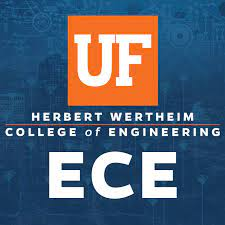 UF
HERBERT WERTHEIM
COLLEGE of ENGINEERING
ECE